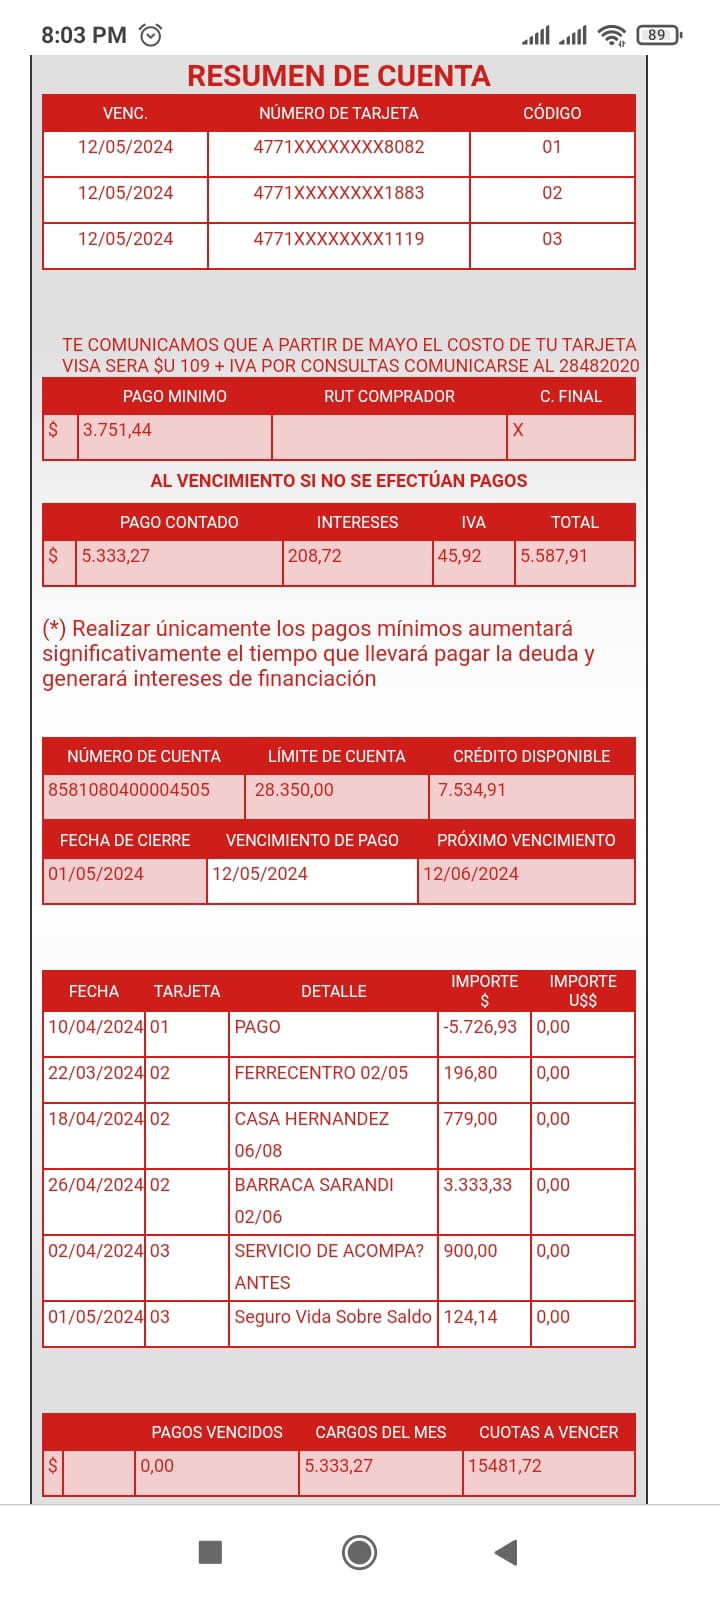 8:03 PM
89
RESUMEN DE CUENTA
VENC. NÚMERO DE TARJETA CÓDIGO
12/05/2024 4771XXXXXXXX8082 01
12/05/2024 4771XXXXXXXX1883 02
12/05/2024 4771XXXXXXXX1119 03
TE COMUNICAMOS QUE A PARTIR DE MAYO EL COSTO DE TU TARJETA
VISA SERA $U 109 + IVA POR CONSULTAS COMUNICARSE AL 28482020
PAGO MINIMO RUT COMPRADOR C. FINAL
$ 3.751,44 X
AL VENCIMIENTO SI NO SE EFECTÚAN PAGOS
PAGO CONTADO INTERESES IVA TOTAL
$ 5.333,27 208,72 45,92 5.587,91
(*) Realizar únicamente los pagos mínimos aumentará
significativamente el tiempo que llevará pagar la deuda y
generará intereses de financiación
NÚMERO DE CUENTA LÍMITE DE CUENTA CRÉDITO DISPONIBLE
8581080400004505 28.350,00 7.534,91
FECHA DE CIERRE VENCIMIENTO DE PAGO PRÓXIMO VENCIMIENTO
01/05/2024 12/05/2024 12/06/2024
FECHA TARJETA DETALLE IMPORTE $ IMPORTE U$$
10/04/2024 01 PAGO -5.726,93 0,00
22/03/2024 02 FERRECENTRO 02/05 196,80 0,00
18/04/2024 02 CASA HERNANDEZ 779,00 0,00
06/08
26/04/2024 02 BARRACA SARANDI 3.333,33 0,00
02/06
02/04/2024 03 SERVICIO DE ACOMPA? 900,00 0,00
ANTES
01/05/2024 03 Seguro Vida Sobre Saldo 124,14 0,00
PAGOS VENCIDOS CARGOS DEL MES CUOTAS A VENCER
$ 0,00 5.333,27 15481,72